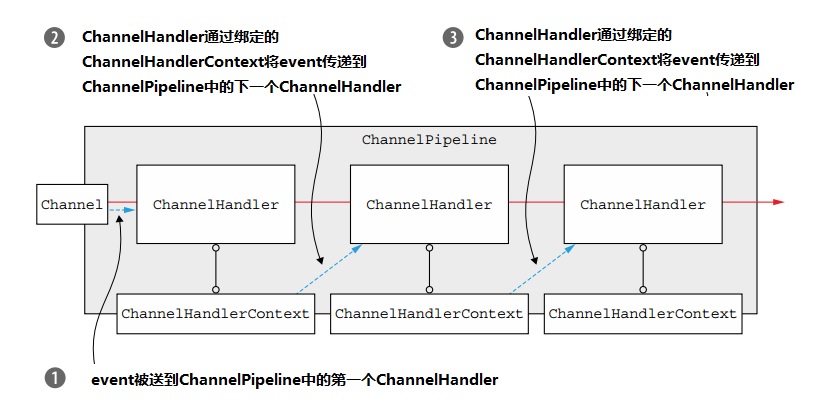 2 ChannelHandler通过绑定的
ChannelHandlerContext将event传递到
ChannelPipeline中的下一个ChannelHandler
3 ChannelHandler通过绑定的
ChannelHandlerContext将event传递到
ChannelPipeline中的下一个ChannelHandler
ChannelPipeline
Channel
ChannelHandler
ChannelHandler
ChannelHandler
ChannelHandlerContext
ChannelHandlerContext
ChannelHandlerContext
1 event被送到ChannelPipeline中的第一个ChannelHandler